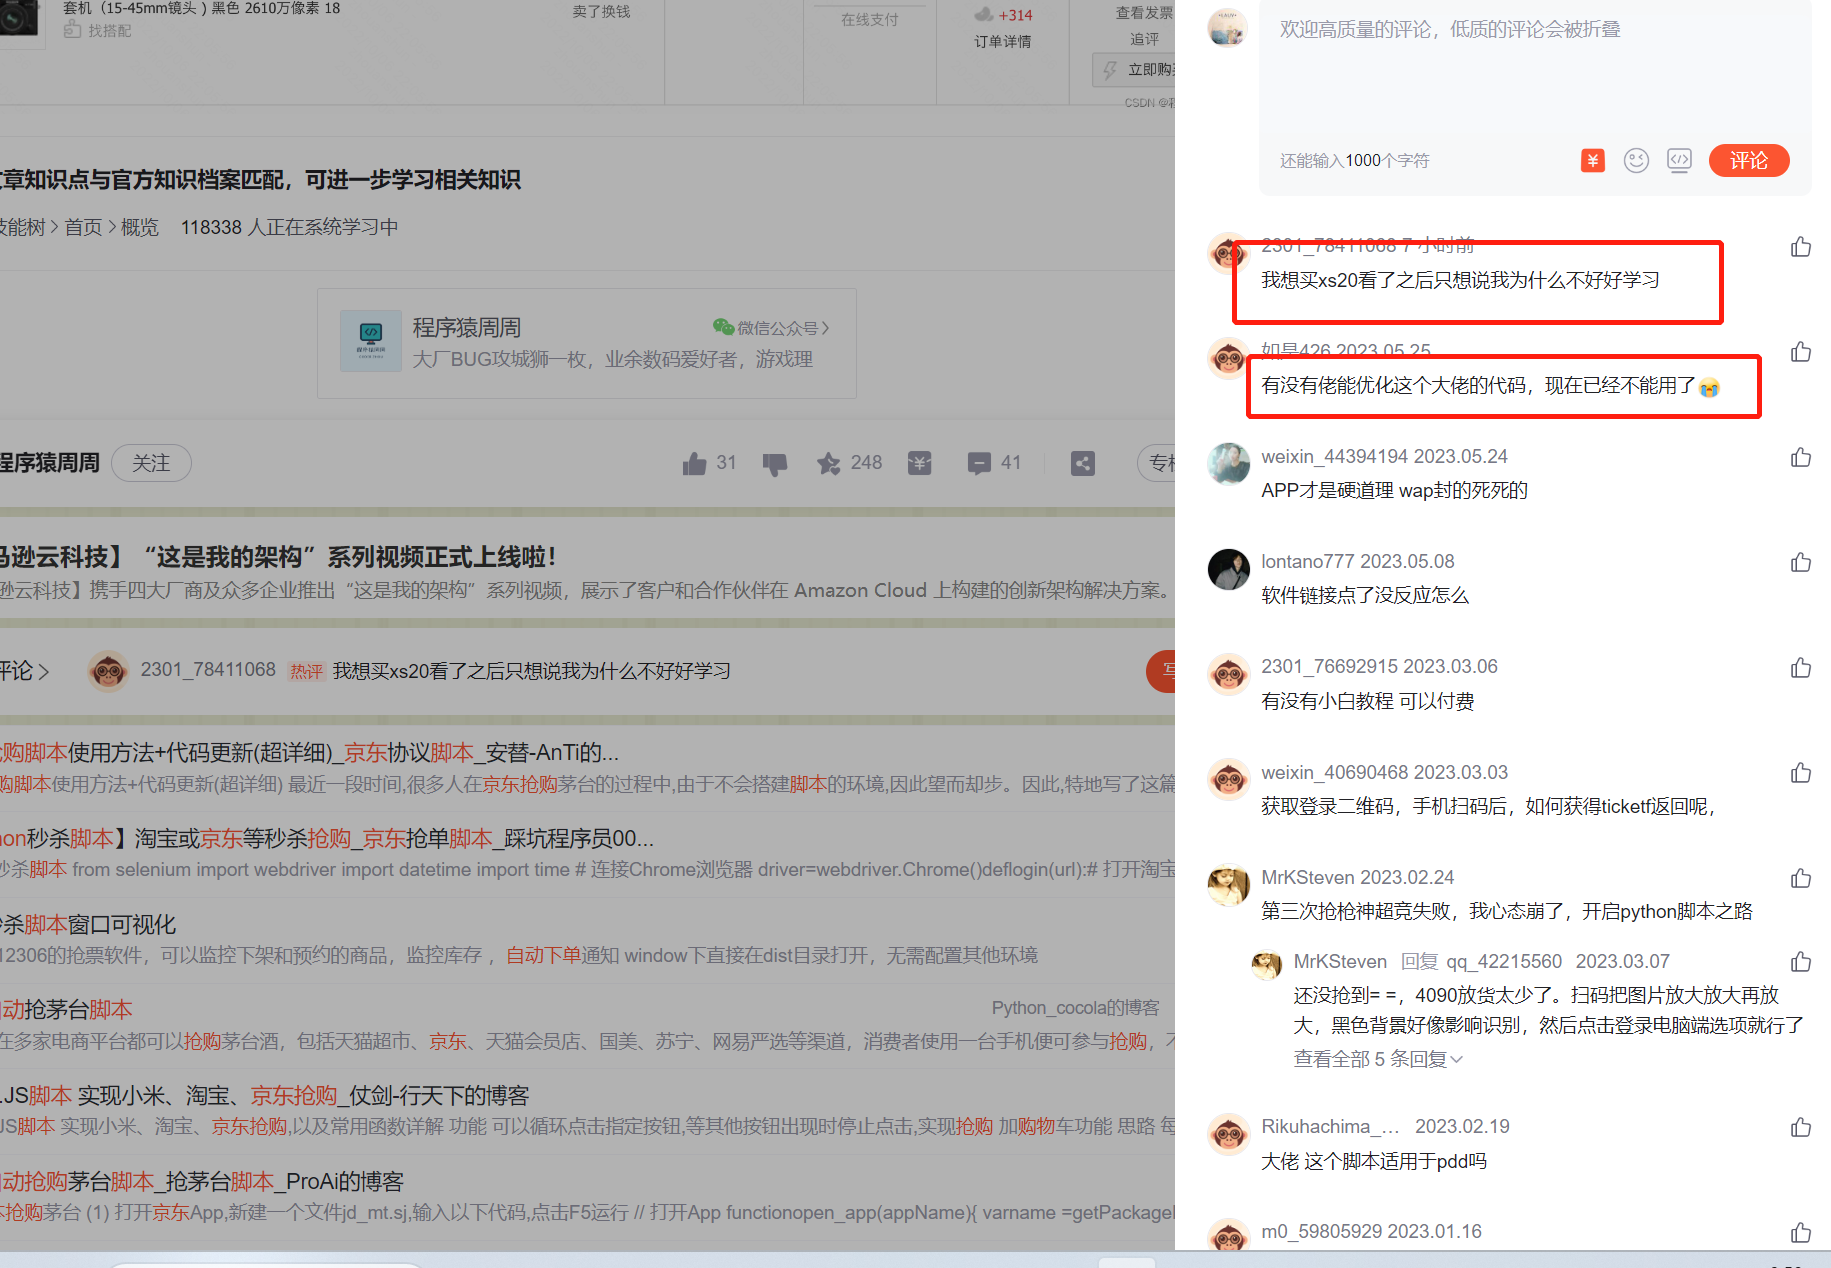 套机（15-45mm镜头）黑色 2610万像素 18
找搭配
卖了换钱
在线支付
+314
订单详情
查看发票
追评
立即购
CSDN @
章知识点与官方知识档案匹配，可进一步学习相关知识
能树 > 首页 > 概览 118338 人正在系统学习中
程序猿周周
微信公众号 >
大厂BUG攻城狮一枚，业余数码爱好者，游戏理
程序猿周周
关注
31
248
41
专
马逊云科技】“这是我的架构”系列视频正式上线啦！
逊云科技】携手四大厂商及众多企业推出“这是我的架构”系列视频，展示了客户和合作伙伴在 Amazon Cloud 上构建的创新架构解决方案。
评论 >
2301_78411068 热评 我想买xs20看了之后只想说我为什么不好好学习
写
购脚本使用方法+代码更新(超详细)_京东协议脚本_安替-AnTi的...
购脚本使用方法+代码更新(超详细) 最近一段时间,很多人在京东抢购茅台的过程中,由于不会搭建脚本的环境,因此望而却步。因此,特地写了这篇
on秒杀脚本】淘宝或京东等秒杀抢购_京东抢单脚本_踩坑程序员00...
秒杀脚本 from selenium import webdriver import datetime import time # 连接Chrome浏览器 driver=webdriver.Chrome()deflogin(url):# 打开淘宝
杀脚本窗口可视化
12306的抢票软件，可以监控下架和预约的商品，监控库存 ，自动下单通知 window下直接在dist目录打开，无需配置其他环境
动抢茅台脚本
Python_cocola的博客
在多家电商平台都可以抢购茅台酒，包括天猫超市、京东、天猫会员店、国美、苏宁、网易严选等渠道，消费者使用一台手机便可参与抢购，
JS脚本 实现小米、淘宝、京东抢购_仗剑-行天下的博客
JS脚本 实现小米、淘宝、京东抢购,以及常用函数详解 功能 可以循环点击指定按钮,等其他按钮出现时停止点击,实现抢购 加购物车功能 思路 每
动抢购茅台脚本_抢茅台脚本_ProAi的博客
抢购茅台 (1) 打开京东App,新建一个文件jd_mt.sj,输入以下代码,点击F5运行 // 打开App functionopen_app(appName){ varname =getPackage
欢迎高质量的评论，低质的评论会被折叠
还能输入1000个字符
评论
2301_78411068 7 小时前
我想买xs20看了之后只想说我为什么不好好学习
如是426 2023.05.25
有没有佬能优化这个大佬的代码，现在已经不能用了😭
weixin_44394194 2023.05.24
APP才是硬道理 wap封的死死的
lontano777 2023.05.08
软件链接点了没反应怎么
2301_76692915 2023.03.06
有没有小白教程 可以付费
weixin_40690468 2023.03.03
获取登录二维码，手机扫码后，如何获得ticketf返回呢，
MrKSteven 2023.02.24
第三次抢枪神超竞失败，我心态崩了，开启python脚本之路
MrKSteven 回复 qq_42215560 2023.03.07
还没抢到= =，4090放货太少了。扫码把图片放大放大再放
大，黑色背景好像影响识别，然后点击登录电脑端选项就行了
查看全部 5 条回复
Rikuhachima_... 2023.02.19
大佬 这个脚本适用于pdd吗
m0_59805929 2023.01.16